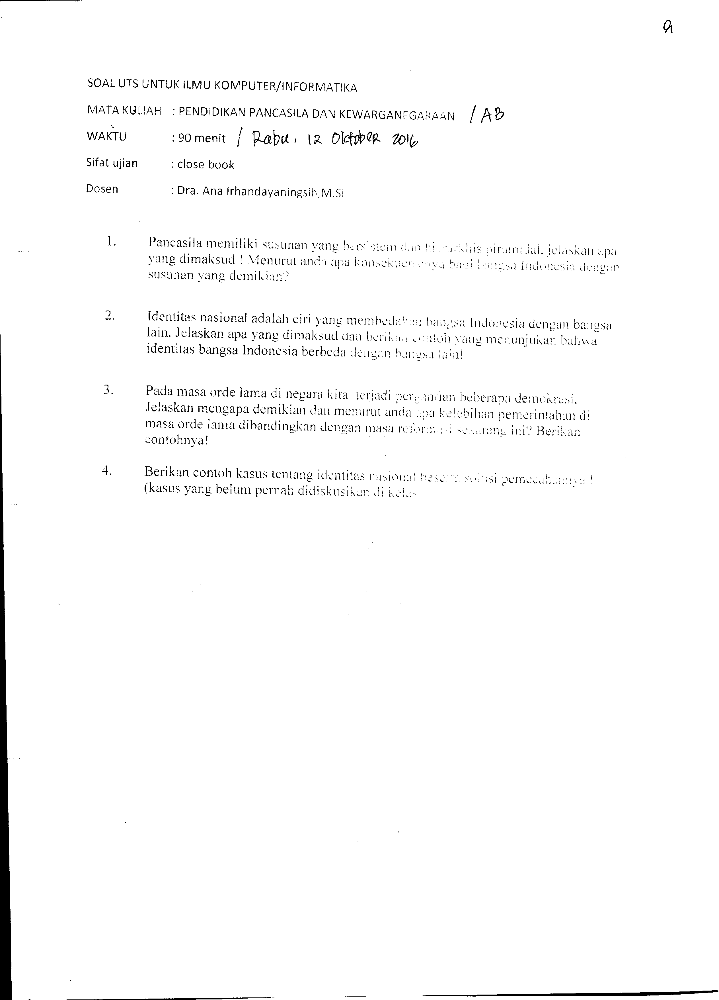 a
SOAL UTS UNTUK ILMU KOMPUTER/INFORMATIKA
MATA KULIAH : PENDIDIKAN PANCASILA DAN KEWARGANEGARAAN / AB
WAKTU : 90 menit / Rabu, 12 Oktober 2016
Sifat ujian : close book
Dosen : Dra. Ana Irhandayaningsih,M.Si
1. Pancasila memiliki susunan yang bersistem dan hierarkhis piramidal, jelaskan apa
yang dimaksud ! Menurut anda apa konsekuensinya bagi bangsa Indonesia dengan
susunan yang demikian?
2. Identitas nasional adalah ciri yang membedakan bangsa Indonesia dengan bangsa
lain. Jelaskan apa yang dimaksud dan berikan contoh yang menunjukan bahwa
identitas bangsa Indonesia berbeda dengan bangsa lain!
3. Pada masa orde lama di negara kita terjadi pergantian beberapa demokrasi.
Jelaskan mengapa demikian dan menurut anda apa kelebihan pemerintahan di
masa orde lama dibandingkan dengan masa reformasi sekarang ini? Berikan
contohnya!
4. Berikan contoh kasus tentang identitas nasional beserta solusi pemecahannya !
(kasus yang belum pernah didiskusikan di kelas)